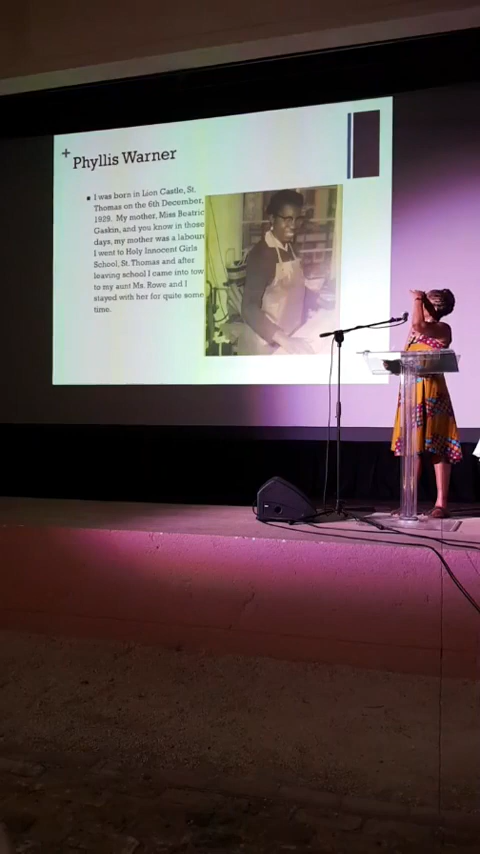 + Phyllis Warner
I was born in Lion Castle, St.
Thomas on the 6th December,
1929. My mother, Miss Beatric
Gaskin, and you know in those
days, my mother was a laboure
I went to Holy Innocent Girls
School, St. Thomas and after
leaving school I came into tow
to my aunt Ms. Rowe and I
stayed with her for quite some
time.